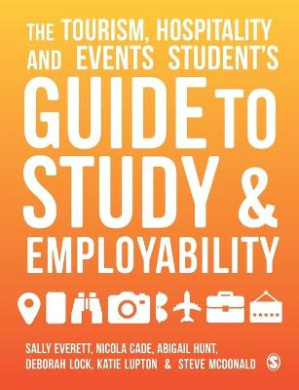 THE TOURISM, HOSPITALITY
AND EVENTS STUDENT'S
GUIDE TO
STUDY &
EMPLOYABILITY
SALLY EVERETT, NICOLA CADE, ABIGAIL HUNT,
DEBORAH LOCK, KATIE LUPTON & STEVE MCDONALD
S